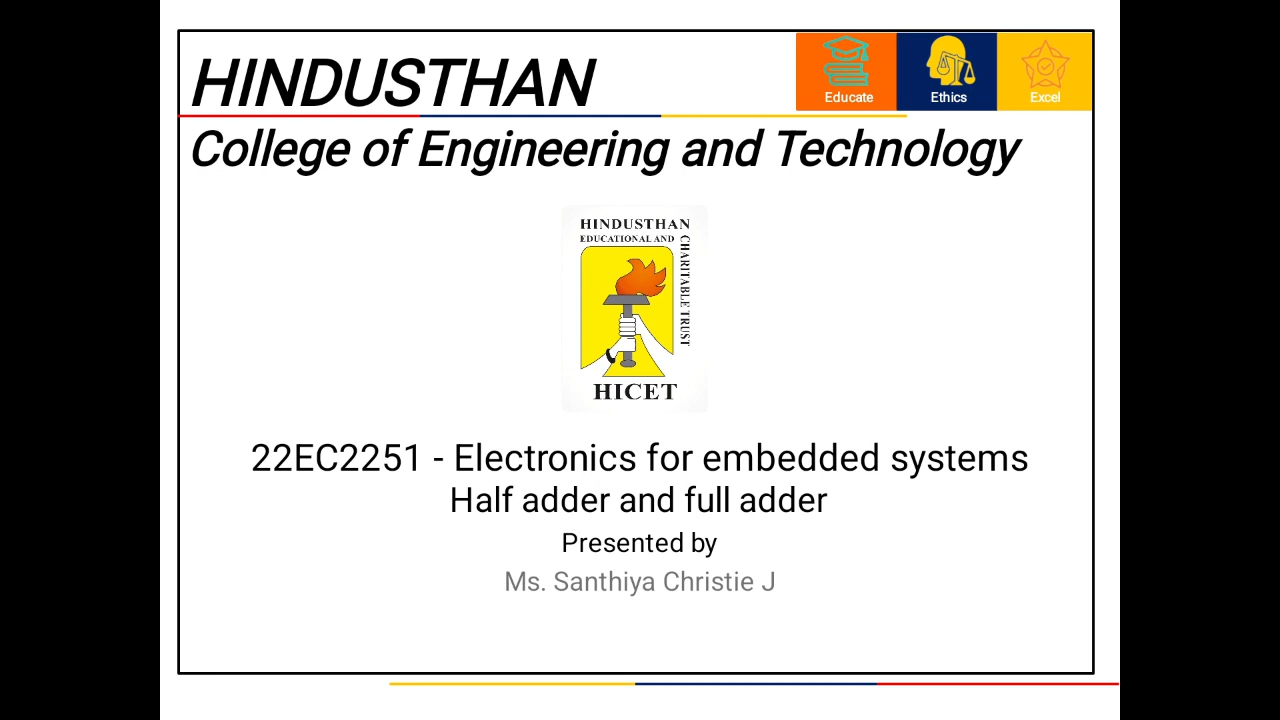 HINDUSTHAN
Educate
Ethics
Excel
College of Engineering and Technology
HINDUSTHAN
EDUCATIONAL AND
CHARITABLE TRUST
HICET
22EC2251 - Electronics for embedded systems
Half adder and full adder
Presented by
Ms. Santhiya Christie J